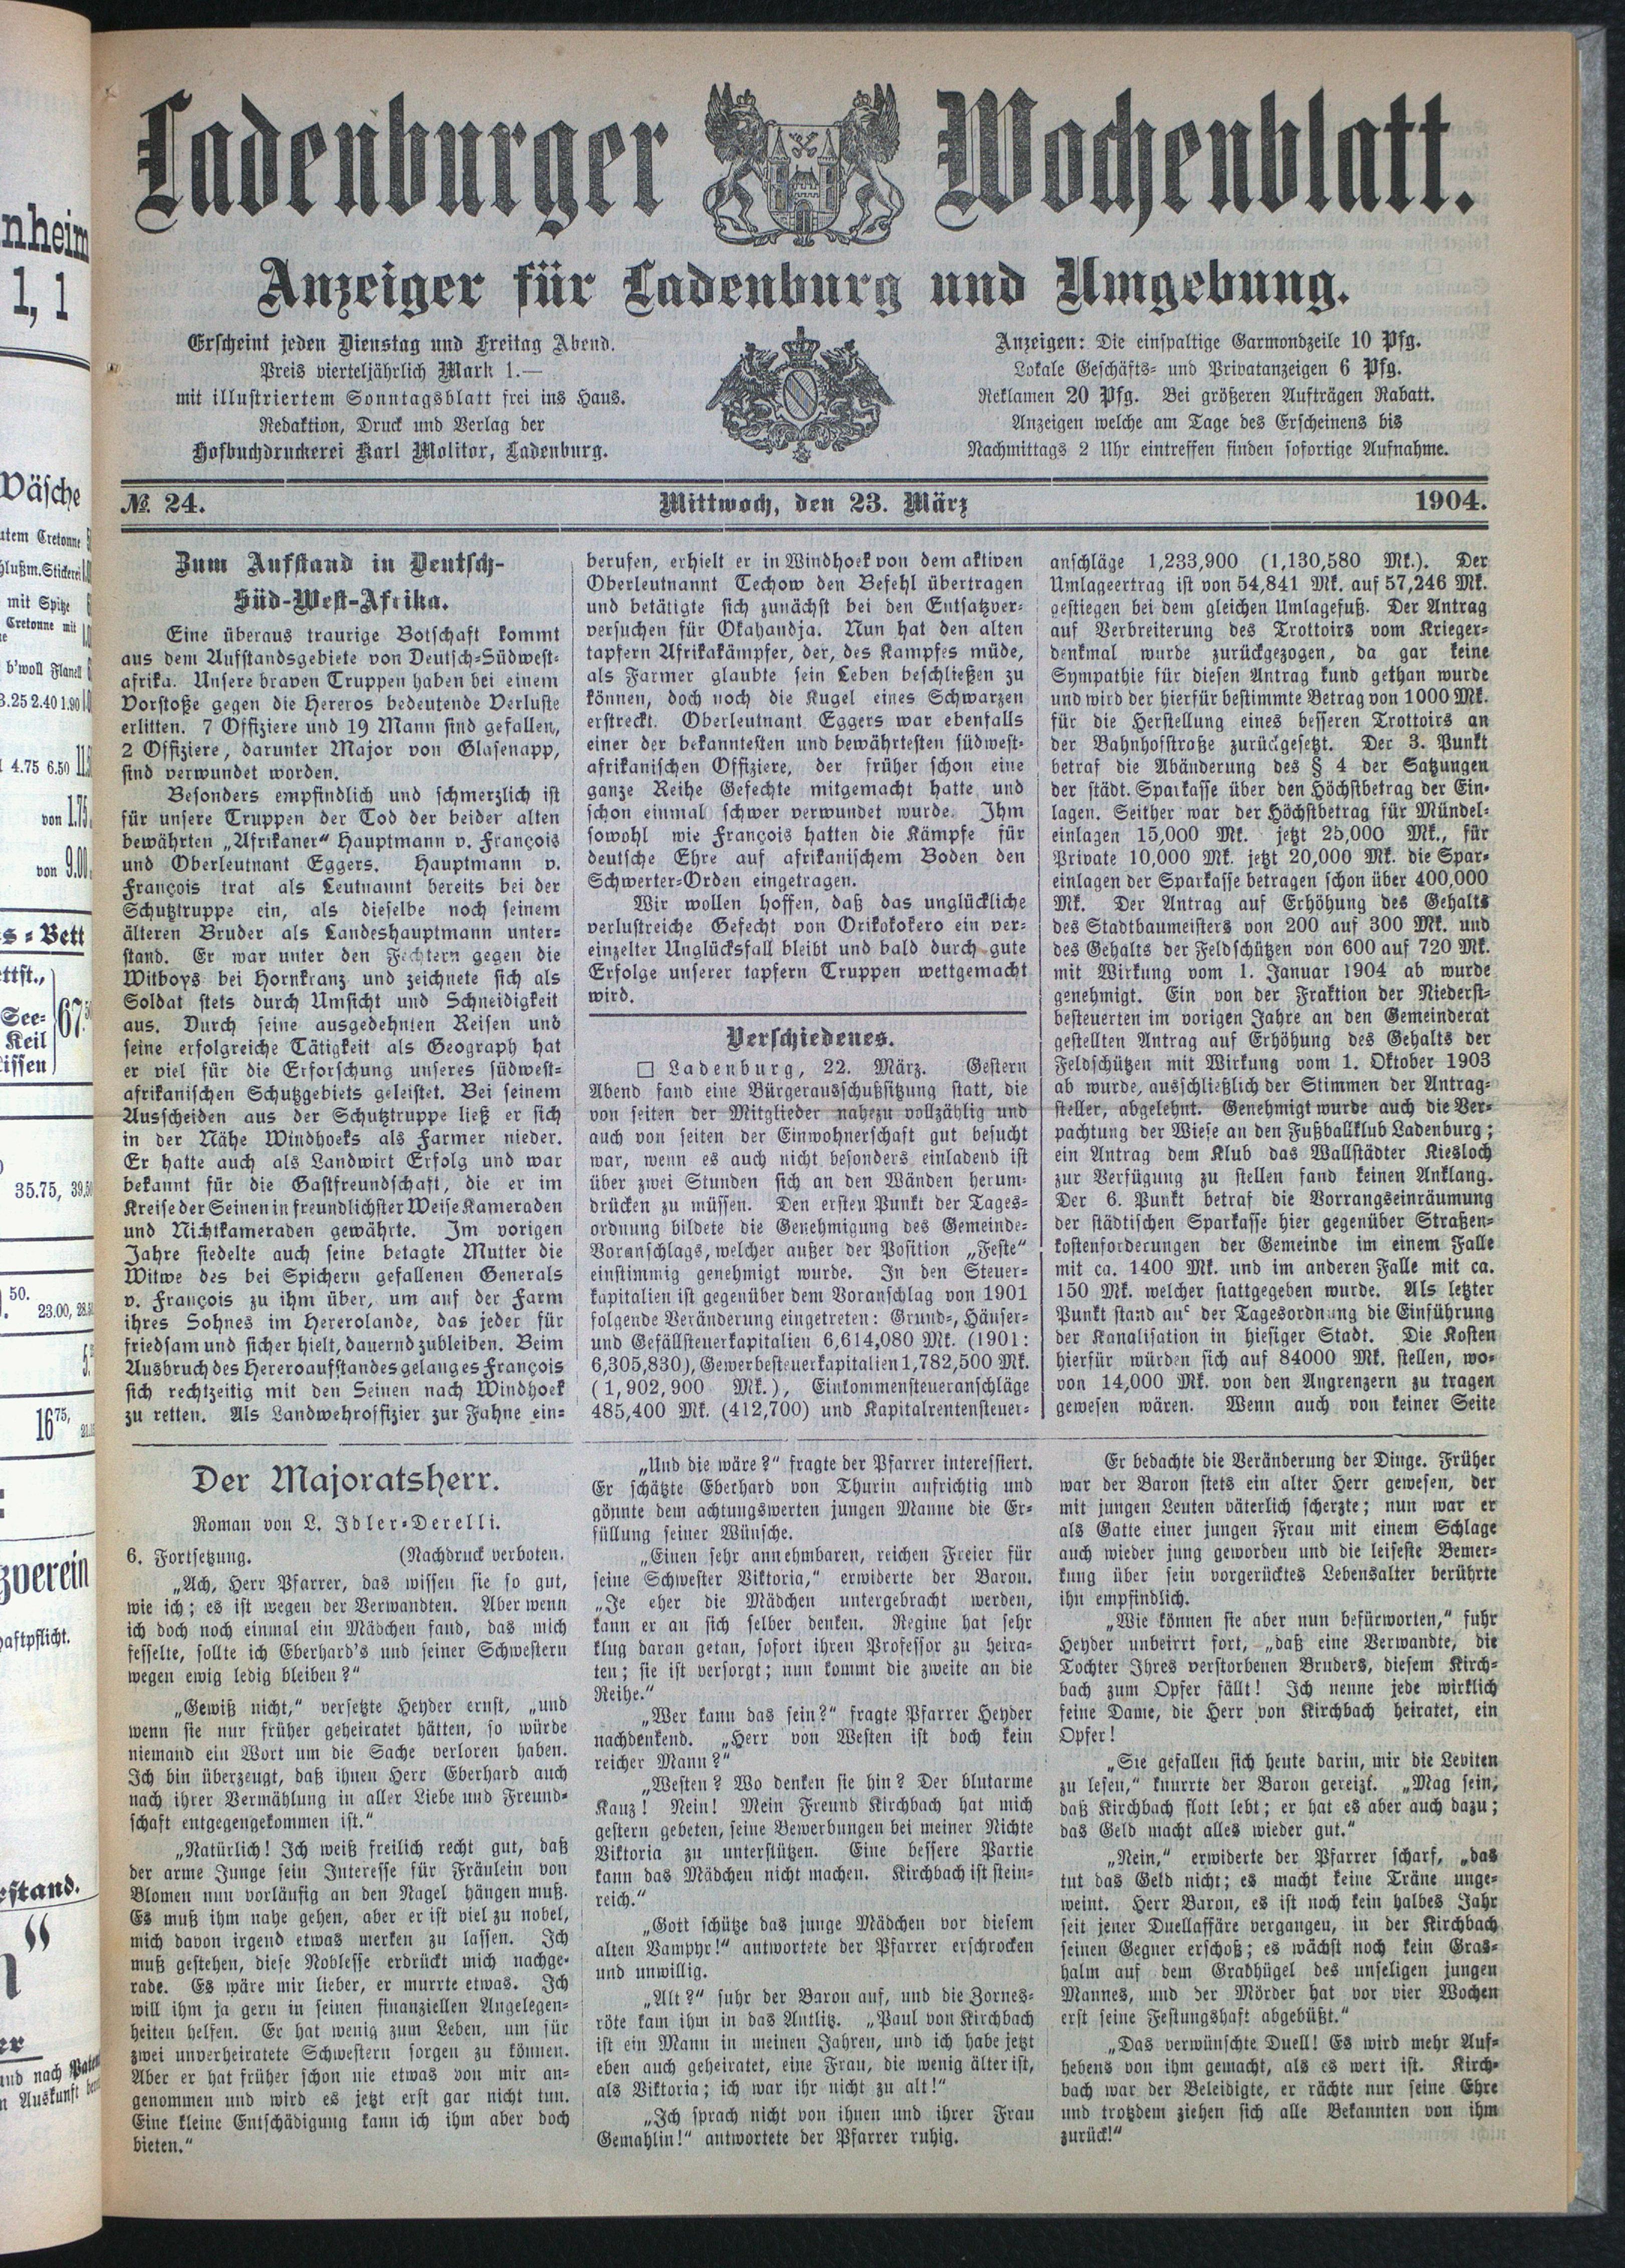 Ladenburger Wochenblatt.
Anzeiger für Ladenburg und Umgebung.
Erscheint jeden Dienstag und Freitag Abend.
Preis vierteljährlich Mark 1.—
mit illustriertem Sonntagsblatt frei ins Haus.
Redaktion, Druck und Verlag der
Hofbuchdruckerei Karl Molitor, Ladenburg.
Anzeigen: Die einspaltige Garmondzeile 10 Pfg.
Lokale Geschäfts- und Privatanzeigen 6 Pfg.
Reklamen 20 Pfg. Bei größeren Aufträgen Rabatt.
Anzeigen welche am Tage des Erscheinens bis
Nachmittags 2 Uhr eintreffen finden sofortige Aufnahme.
№ 24. Mittwoch, den 23. März 1904.
Zum Aufstand in Deutsch-
Süd-West-Afrika.
Eine überaus traurige Botschaft kommt
aus dem Aufstandsgebiete von Deutsch-Südwest-
afrika. Unsere braven Truppen haben bei einem
Vorstoße gegen die Hereros bedeutende Verluste
erlitten. 7 Offiziere und 19 Mann sind gefallen,
2 Offiziere, darunter Major von Glasenapp,
sind verwundet worden.
Besonders empfindlich und schmerzlich ist
für unsere Truppen der Tod der beider alten
bewährten „Afrikaner“ Hauptmann v. François
und Oberleutnant Eggers. Hauptmann v.
François trat als Leutnannt bereits bei der
Schutztruppe ein, als dieselbe noch seinem
älteren Bruder als Landeshauptmann unter-
stand. Er war unter den Fechtern gegen die
Witboys bei Hornkranz und zeichnete sich als
Soldat stets durch Umsicht und Schneidigkeit
aus. Durch seine ausgedehnten Reisen und
seine erfolgreiche Tätigkeit als Geograph hat
er viel für die Erforschung unseres südwest-
afrikanischen Schutzgebiets geleistet. Bei seinem
Ausscheiden aus der Schutztruppe ließ er sich
in der Nähe Windhoeks als Farmer nieder.
Er hatte auch als Landwirt Erfolg und war
bekannt für die Gastfreundschaft, die er im
Kreise der Seinen in freundlichster Weise Kameraden
und Nichtkameraden gewährte. Im vorigen
Jahre siedelte auch seine betagte Mutter die
Witwe des bei Spichern gefallenen Generals
v. François zu ihm über, um auf der Farm
ihres Sohnes im Hererolande, das jeder für
friedsam und sicher hielt, dauernd zubleiben. Beim
Ausbruch des Hereroaufstandes gelang es François
sich rechtzeitig mit den Seinen nach Windhoek
zu retten. Als Landwehroffizier zur Fahne ein-
berufen, erhielt er in Windhoek von dem aktiven
Oberleutnannt Techow den Befehl übertragen
und betätigte sich zunächst bei den Entsatzver-
versuchen für Okahandja. Nun hat den alten
tapfern Afrikakämpfer, der, des Kampfes müde,
als Farmer glaubte sein Leben beschließen zu
können, doch noch die Kugel eines Schwarzen
erstreckt. Oberleutnant Eggers war ebenfalls
einer der bekanntesten und bewährtesten südwest-
afrikanischen Offiziere, der früher schon eine
ganze Reihe Gefechte mitgemacht hatte und
schon einmal schwer verwundet wurde. Ihm
sowohl wie François hatten die Kämpfe für
deutsche Ehre auf afrikanischem Boden den
Schwerter-Orden eingetragen.
Wir wollen hoffen, daß das unglückliche
verlustreiche Gefecht von Orikokokero ein ver-
einzelter Unglücksfall bleibt und bald durch gute
Erfolge unserer tapfern Truppen wettgemacht
wird.
Verschiedenes.
□ Ladenburg, 22. März. Gestern
Abend fand eine Bürgerausschußsitzung statt, die
von seiten der Mitglieder nahezu vollzählig und
auch von seiten der Einwohnerschaft gut besucht
war, wenn es auch nicht besonders einladend ist
über zwei Stunden sich an den Wänden herum-
drücken zu müssen. Den ersten Punkt der Tages-
ordnung bildete die Genehmigung des Gemeinde-
Voranschlags, welcher außer der Position „Feste“
einstimmig genehmigt wurde. In den Steuer-
kapitalien ist gegenüber dem Voranschlag von 1901
folgende Veränderung eingetreten: Grund-, Häuser-
und Gefällsteuerkapitalien 6,614,080 Mk. (1901:
6,305,830), Gewerbesteuerkapitalien 1,782,500 Mk.
(1,902,900 Mk.), Einkommensteueranschläge
485,400 Mk. (412,700) und Kapitalrentensteuer-
anschläge 1,233,900 (1,130,580 Mk.). Der
Umlageertrag ist von 54,841 Mk. auf 57,246 Mk.
gestiegen bei dem gleichen Umlagefuß. Der Antrag
auf Verbreiterung des Trottoirs vom Krieger-
denkmal wurde zurückgezogen, da gar keine
Sympathie für diesen Antrag kund gethan wurde
und wird der hierfür bestimmte Betrag von 1000 Mk.
für die Herstellung eines besseren Trottoirs an
der Bahnhofstraße zurückgesetzt. Der 3. Punkt
betraf die Abänderung des § 4 der Satzungen
der städt. Sparkasse über den Höchstbetrag der Ein-
lagen. Seither war der Höchstbetrag für Mündel-
einlagen 15,000 Mk. jetzt 25,000 Mk., für
Private 10,000 Mk. jetzt 20,000 Mk. die Spar-
einlagen der Sparkasse betragen schon über 400,000
Mk. Der Antrag auf Erhöhung des Gehalts
des Stadtbaumeisters von 200 auf 300 Mk. und
des Gehalts der Feldschützen von 600 auf 720 Mk.
mit Wirkung vom 1. Januar 1904 ab wurde
genehmigt. Ein von der Fraktion der Niederst-
besteuerten im vorigen Jahre an den Gemeinderat
gestellten Antrag auf Erhöhung des Gehalts der
Feldschützen mit Wirkung vom 1. Oktober 1903
ab wurde, ausschließlich der Stimmen der Antrag-
steller, abgelehnt. Genehmigt wurde auch die Ver-
pachtung der Wiese an den Fußballklub Ladenburg;
ein Antrag dem Klub das Wallstädter Kiesloch
zur Verfügung zu stellen fand keinen Anklang.
Der 6. Punkt betraf die Vorrangseinräumung
der städtischen Sparkasse hier gegenüber Straßen-
kostenforderungen der Gemeinde im einem Falle
mit ca. 1400 Mk. und im anderen Falle mit ca.
150 Mk. welcher stattgegeben wurde. Als letzter
Punkt stand auf der Tagesordnung die Einführung
der Kanalisation in hiesiger Stadt. Die Kosten
hierfür würden sich auf 84000 Mk. stellen, wo-
von 14,000 Mk. von den Angrenzern zu tragen
gewesen wären. Wenn auch von keiner Seite
Der Majoratsherr.
Roman von L. Idler-Derelli.
6. Fortsetzung. (Nachdruck verboten.
„Ach, Herr Pfarrer, das wissen sie so gut,
wie ich; es ist wegen der Verwandten. Aber wenn
ich doch noch einmal ein Mädchen fand, das mich
fesselte, sollte ich Eberhard's und seiner Schwestern
wegen ewig ledig bleiben?“
„Gewiß nicht,“ versetzte Heyder ernst, „und
wenn sie nur früher geheiratet hätten, so würde
niemand ein Wort um die Sache verloren haben.
Ich bin überzeugt, daß ihnen Herr Eberhard auch
nach ihrer Vermählung in aller Liebe und Freund-
schaft entgegengekommen ist.“
„Natürlich! Ich weiß freilich recht gut, daß
der arme Junge sein Interesse für Fräulein von
Blomen nun vorläufig an den Nagel hängen muß.
Es muß ihm nahe gehen, aber er ist viel zu nobel,
mich davon irgend etwas merken zu lassen. Ich
muß gestehen, diese Noblesse erdrückt mich nachge-
rade. Es wäre mir lieber, er murrte etwas. Ich
will ihm ja gern in seinen finanziellen Angelegen-
heiten helfen. Er hat wenig zum Leben, um für
zwei unverheiratete Schwestern sorgen zu können.
Aber er hat früher schon nie etwas von mir an-
genommen und wird es jetzt erst gar nicht tun.
Eine kleine Entschädigung kann ich ihm aber doch
bieten.“
„Und die wäre?“ fragte der Pfarrer interessiert.
Er schätzte Eberhard von Thurin aufrichtig und
gönnte dem achtungswerten jungen Manne die Er-
füllung seiner Wünsche.
„Einen sehr annehmbaren, reichen Freier für
seine Schwester Viktoria,“ erwiderte der Baron.
„Je eher die Mädchen untergebracht werden,
kann er an sich selber denken. Regine hat sehr
klug daran getan, sofort ihren Professor zu heira-
ten; sie ist versorgt; nun kommt die zweite an die
Reihe.“
„Wer kann das sein?“ fragte Pfarrer Heyder
nachdenkend. „Herr von Westen ist doch kein
reicher Mann?“
„Westen? Wo denken sie hin? Der blutarme
Kauz! Nein! Mein Freund Kirchbach hat mich
gestern gebeten, seine Bewerbungen bei meiner Nichte
Viktoria zu unterstützen. Eine bessere Partie
kann das Mädchen nicht machen. Kirchbach ist stein-
reich.“
„Gott schütze das junge Mädchen vor diesem
alten Vampyr!“ antwortete der Pfarrer erschrocken
und unwillig.
„Alt?“ fuhr der Baron auf, und die Zornes-
röte kam ihm in das Antlitz. „Paul von Kirchbach
ist ein Mann in meinen Jahren, und ich habe jetzt
eben auch geheiratet, eine Frau, die wenig älter ist,
als Viktoria; ich war ihr nicht zu alt!“
„Ich sprach nicht von ihnen und ihrer Frau
Gemahlin!“ antwortete der Pfarrer ruhig.
Er bedachte die Veränderung der Dinge. Früher
war der Baron stets ein alter Herr gewesen, der
mit jungen Leuten väterlich scherzte; nun war er
als Gatte einer jungen Frau mit einem Schlage
auch wieder jung geworden und die leiseste Bemer-
kung über sein vorgerücktes Lebensalter berührte
ihn empfindlich.
„Wie können sie aber nun befürworten,“ fuhr
Heyder unbeirrt fort, „daß eine Verwandte, die
Tochter Ihres verstorbenen Bruders, diesem Kirch-
bach zum Opfer fällt! Ich nenne jede wirklich
feine Dame, die Herr von Kirchbach heiratet, ein
Opfer!
„Sie gefallen sich heute darin, mir die Leviten
zu lesen,“ knurrte der Baron gereizt. „Mag sein,
daß Kirchbach flott lebt; er hat es aber auch dazu;
das Geld macht alles wieder gut.“
„Nein,“ erwiderte der Pfarrer scharf, „das
tut das Geld nicht; es macht keine Träne unge-
weint. Herr Baron, es ist noch kein halbes Jahr
seit jener Duellaffäre vergangen, in der Kirchbach
seinen Gegner erschoß; es wächst noch kein Gras-
halm auf dem Grabhügel des unseligen jungen
Mannes, und der Mörder hat vor vier Wochen
erst seine Festungshaft abgebüßt.“
„Das verwünschte Duell! Es wird mehr Auf-
hebens von ihm gemacht, als es wert ist. Kirch-
bach war der Beleidigte, er rächte nur seine Ehre
und trotzdem ziehen sich alle Bekannten von ihm
zurück!“